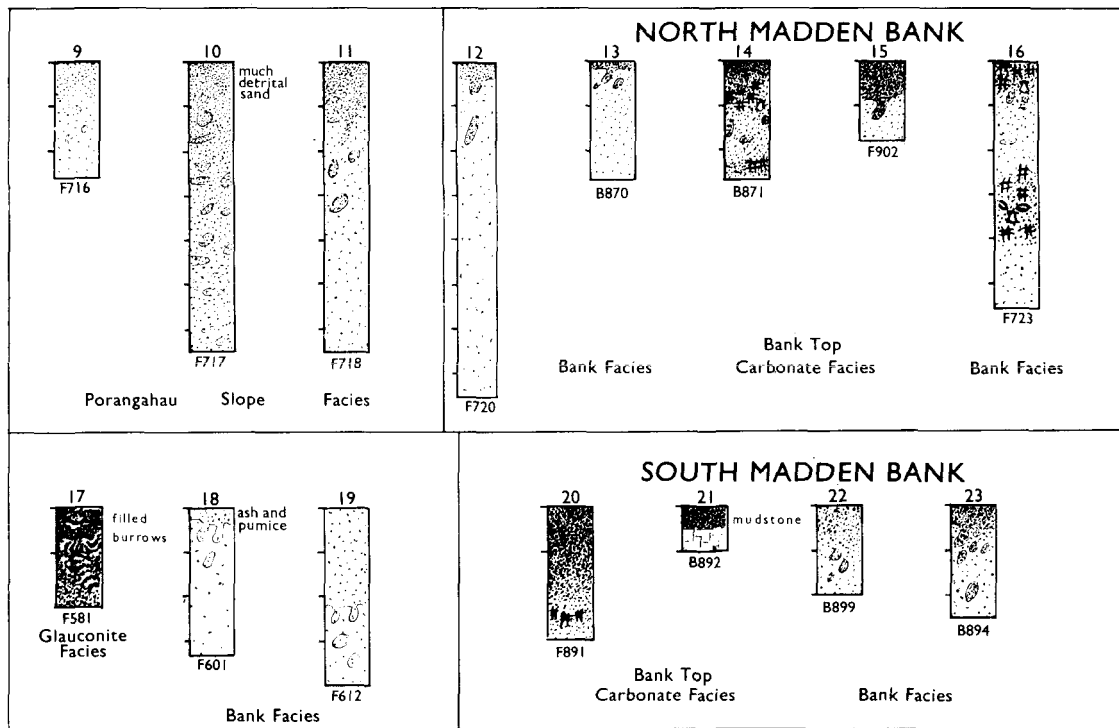 9
10
11
much
detrital
sand
F716
F717
F718
Porangahau Slope Facies
NORTH MADDEN BANK
12
13
14
15
16
F720
B870
B871
F902
F723
Bank Facies
Bank Top
Carbonate Facies
Bank Facies
17
18
19
filled
burrows
ash and
pumice
F581
Glauconite
Facies
F601
F612
Bank Facies
SOUTH MADDEN BANK
20
21
22
23
mudstone
F891
B892
B899
B894
Bank Top
Carbonate Facies
Bank Facies